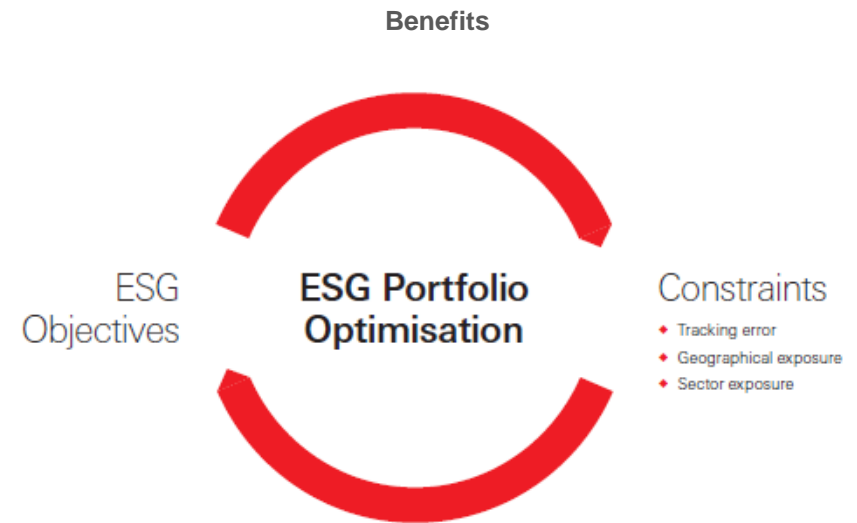 Benefits
ESG
Objectives
ESG Portfolio
Optimisation
Constraints
Tracking error
Geographical exposure
Sector exposure